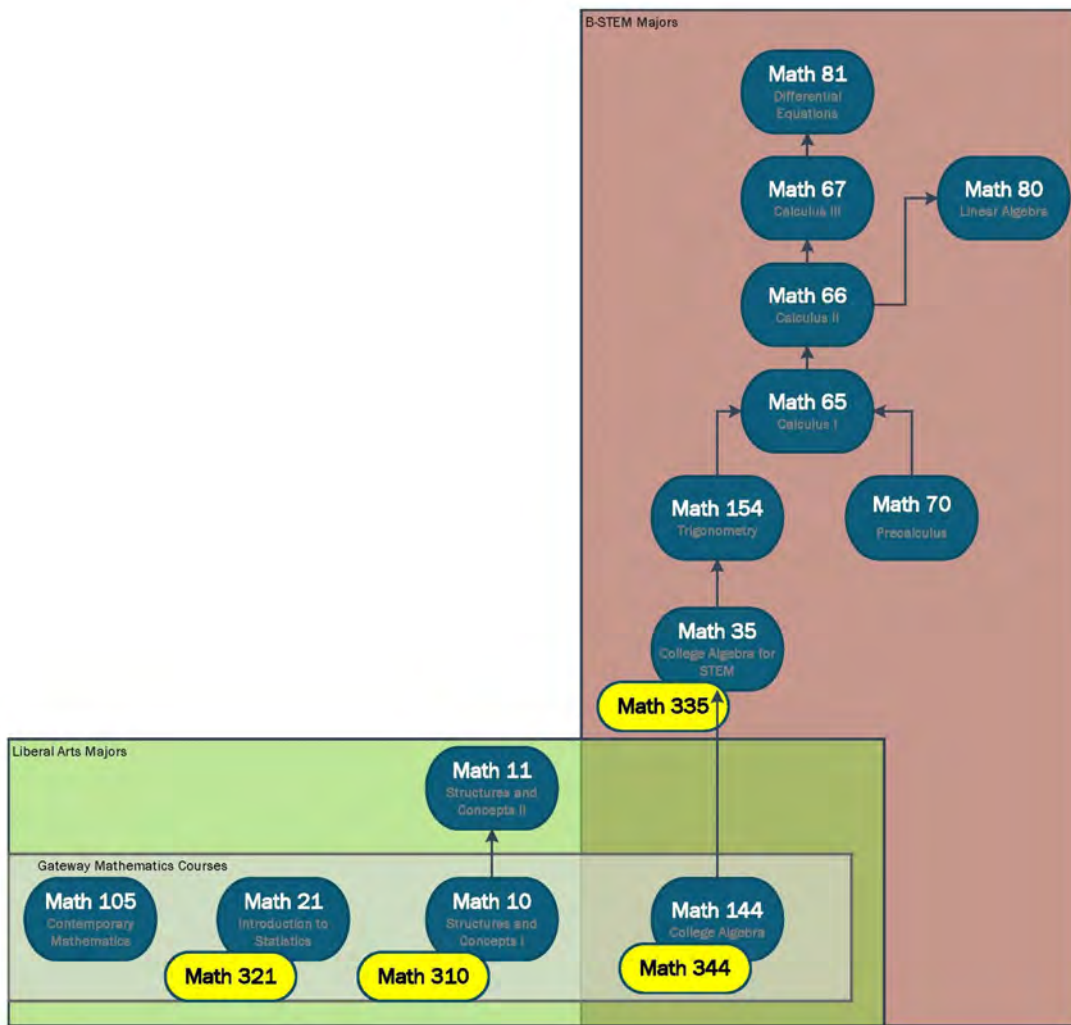 B-STEM Majors
Math 81
Differential
Equations
Math 67
Calculus III
Math 80
Linear Algebra
Math 66
Calculus II
Math 65
Calculus I
Math 154
Trigonometry
Math 70
Precalculus
Math 35
College Algebra for
STEM
Math 335
Liberal Arts Majors
Math 11
Structures and
Concepts II
Gateway Mathematics Courses
Math 105
Contemporary
Mathematics
Math 21
Introduction to
Statistics
Math 321
Math 10
Structures and
Concepts I
Math 310
Math 144
College Algebra
Math 344